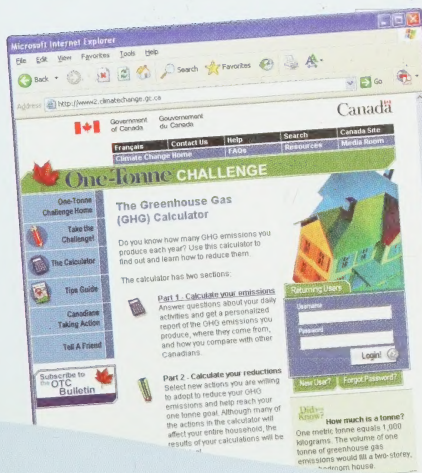 Microsoft Internet Explorer
File Edit View Favorites Tools Help
Back Search Favorites
Address http://www2.climatechange.gc.ca Go
Government of Canada Gouvernement du Canada Canada
Français Contact Us Help Search Canada Site
Climate Change Home FAQs Resources Media Room
One-Tonne CHALLENGE
One-Tonne
Challenge Home
Take the
Challenge!
The Calculator
Tips Guide
Canadians
Taking Action
Tell A Friend
Subscribe to
the OTC
Bulletin
The Greenhouse Gas
(GHG) Calculator
Do you know how many GHG emissions you
produce each year? Use this calculator to
find out and learn how to reduce them.
The calculator has two sections:
Part 1 - Calculate your emissions
Answer questions about your daily
activities and get a personalized
report of the GHG emissions you
produce, where they come from,
and how you compare with other
Canadians.
Part 2 - Calculate your reductions
Select new actions you are willing
to adopt to reduce your GHG
emissions and help reach your
one tonne goal. Although many of
the actions in the calculator will
affect your entire household, the
results of your calculations will be
Returning Users
Username
Password
Login!
New User? Forgot Password?
Did you
Know?
How much is a tonne?
One metric tonne equals 1,000
kilograms. The volume of one
tonne of greenhouse gas
emissions would fill a two-storey,
bedroom house.